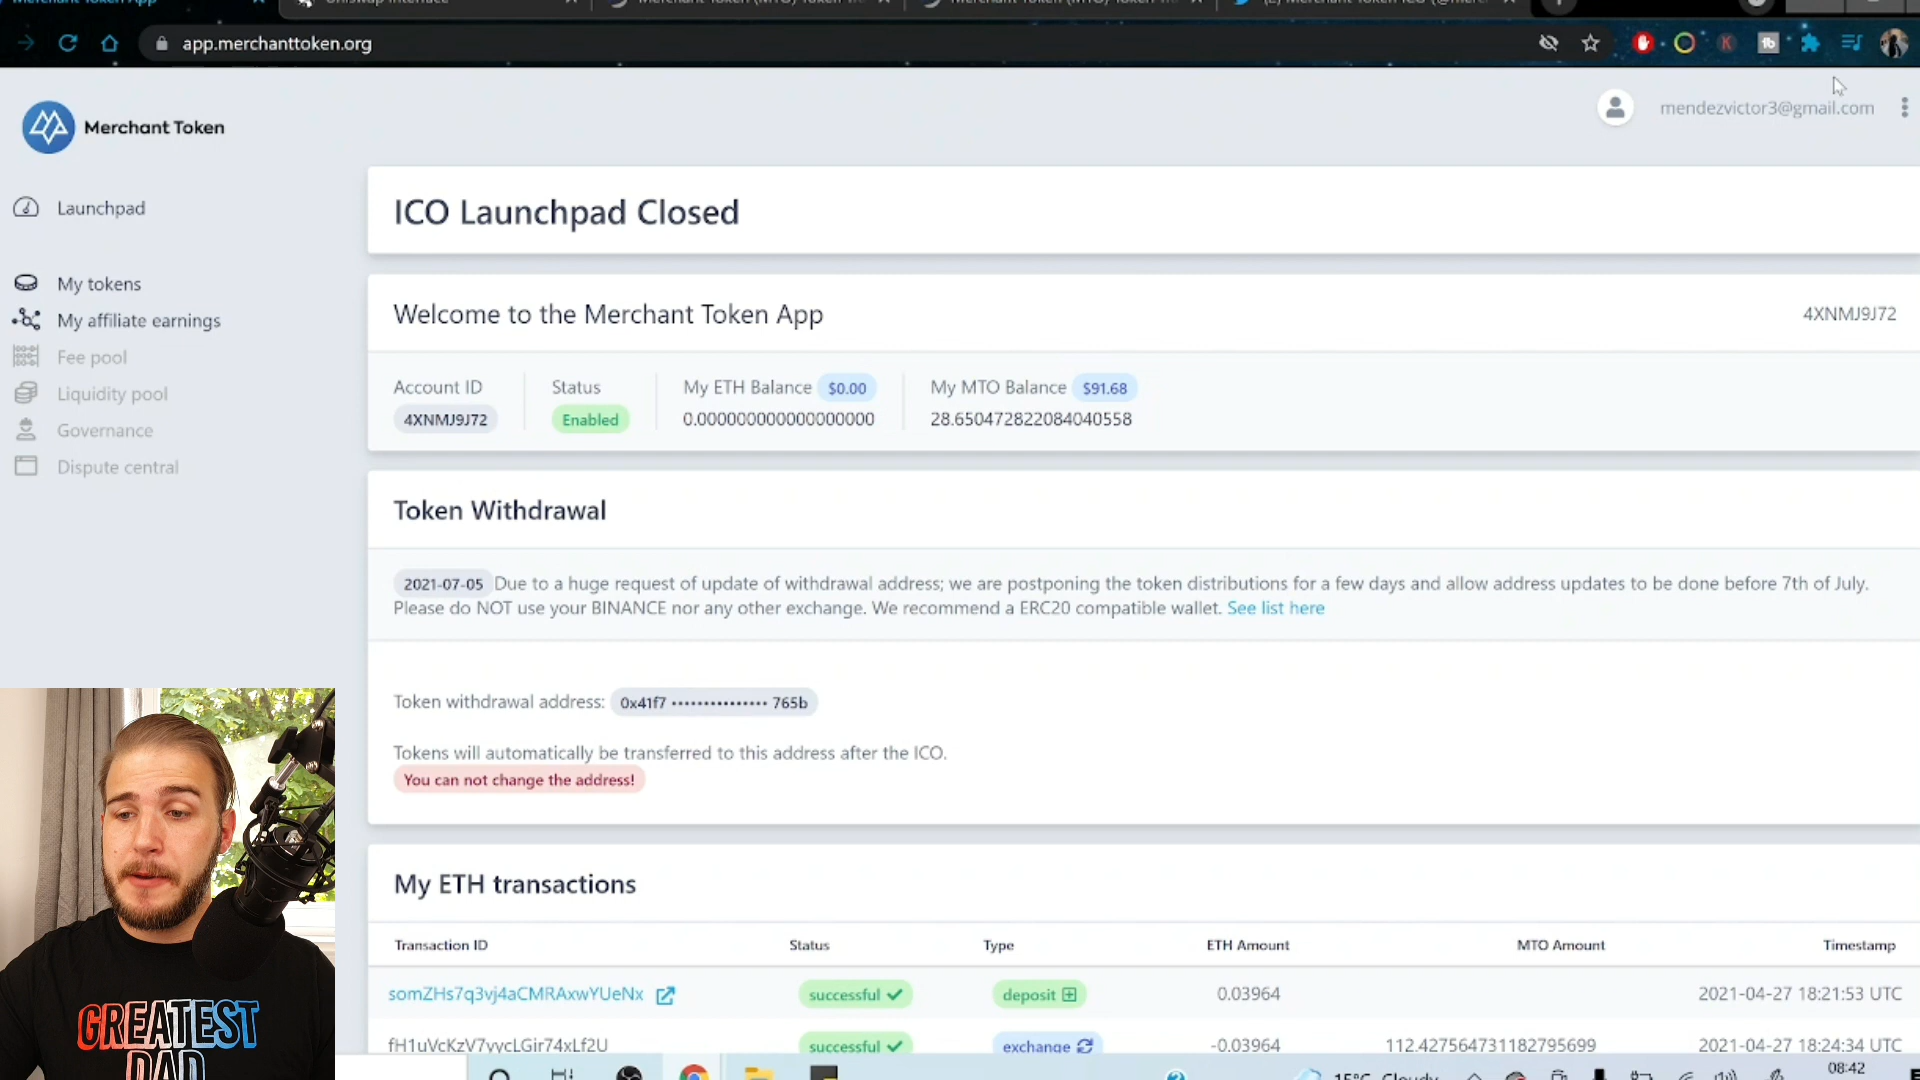 Merchant Token App
Uniswap Interface
app.merchanttoken.org
Merchant Token
mendezvictor3@gmail.com
Launchpad
My tokens
My affiliate earnings
Fee pool
Liquidity pool
Governance
Dispute central
ICO Launchpad Closed
Welcome to the Merchant Token App
4XNMJ9J72
Account ID
Status
My ETH Balance $0.00
My MTO Balance $91.68
4XNMJ9J72
Enabled
0.000000000000000000
28.650472822084040558
Token Withdrawal
2021-07-05 Due to a huge request of update of withdrawal address; we are postponing the token distributions for a few days and allow address updates to be done before 7th of July.
Please do NOT use your BINANCE nor any other exchange. We recommend a ERC20 compatible wallet. See list here
Token withdrawal address: 0x41f7 ··············· 765b
Tokens will automatically be transferred to this address after the ICO.
You can not change the address!
My ETH transactions
Transaction ID Status Type ETH Amount MTO Amount Timestamp
somZHs7q3vj4aCMRAxwYUeNx successful deposit 0.03964 2021-04-27 18:21:53 UTC
fH1uVcKzV7yycLGir74xLf2U successful exchange -0.03964 112.427564731182795699 2021-04-27 18:24:34 UTC
GREATEST
DAD
15°C Cloudy
08:42